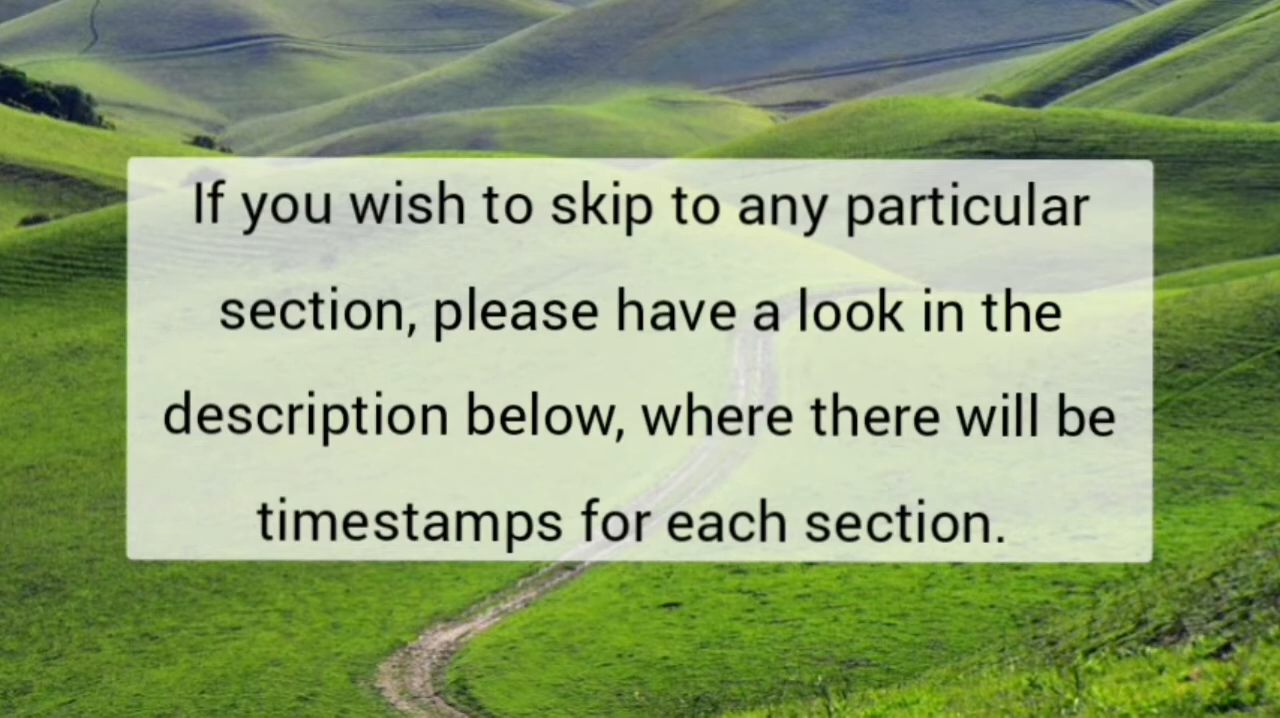 If you wish to skip to any particular
section, please have a look in the
description below, where there will be
timestamps for each section.